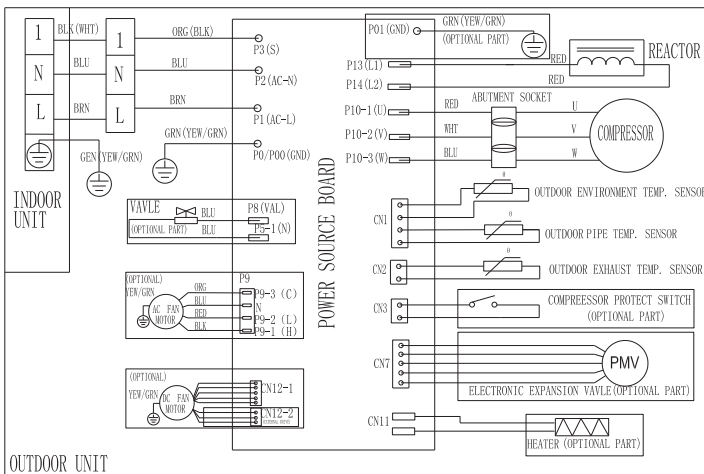 1
N
L
BLK(WHT)
BLU
BRN
GEN(YEW/GRN)
INDOOR
UNIT
1
N
L
ORG(BLK)
BLU
BRN
GRN(YEW/GRN)
P3(S)
P2(AC-N)
P1(AC-L)
P0/P00(GND)
VAVLE
(OPTIONAL PART)
BLU
BLU
P8(VAL)
P5-1(N)
(OPTIONAL)
YEW/GRN
AC FAN
MOTOR
ORG
BLU
RED
BLK
P9
P9-3 (C)
N
P9-2 (L)
P9-1 (H)
(OPTIONAL)
YEW/GRN
DC FAN
MOTOR
CN12-1
CN12-2
EXTERNAL DRIVE
OUTDOOR UNIT
POWER SOURCE BOARD
P01(GND)
GRN(YEW/GRN)
(OPTIONAL PART)
P13(L1)
P14(L2)
RED
RED
REACTOR
P10-1(U)
P10-2(V)
P10-3(W)
RED
WHT
BLU
ABUTMENT SOCKET
U
V
W
COMPRESSOR
CN1
θ
OUTDOOR ENVIRONMENT TEMP. SENSOR
θ
OUTDOOR PIPE TEMP. SENSOR
CN2
θ
OUTDOOR EXHAUST TEMP. SENSOR
CN3
COMPREESSOR PROTECT SWITCH
(OPTIONAL PART)
CN7
PMV
ELECTRONIC EXPANSION VAVLE(OPTIONAL PART)
CN11
HEATER(OPTIONAL PART)